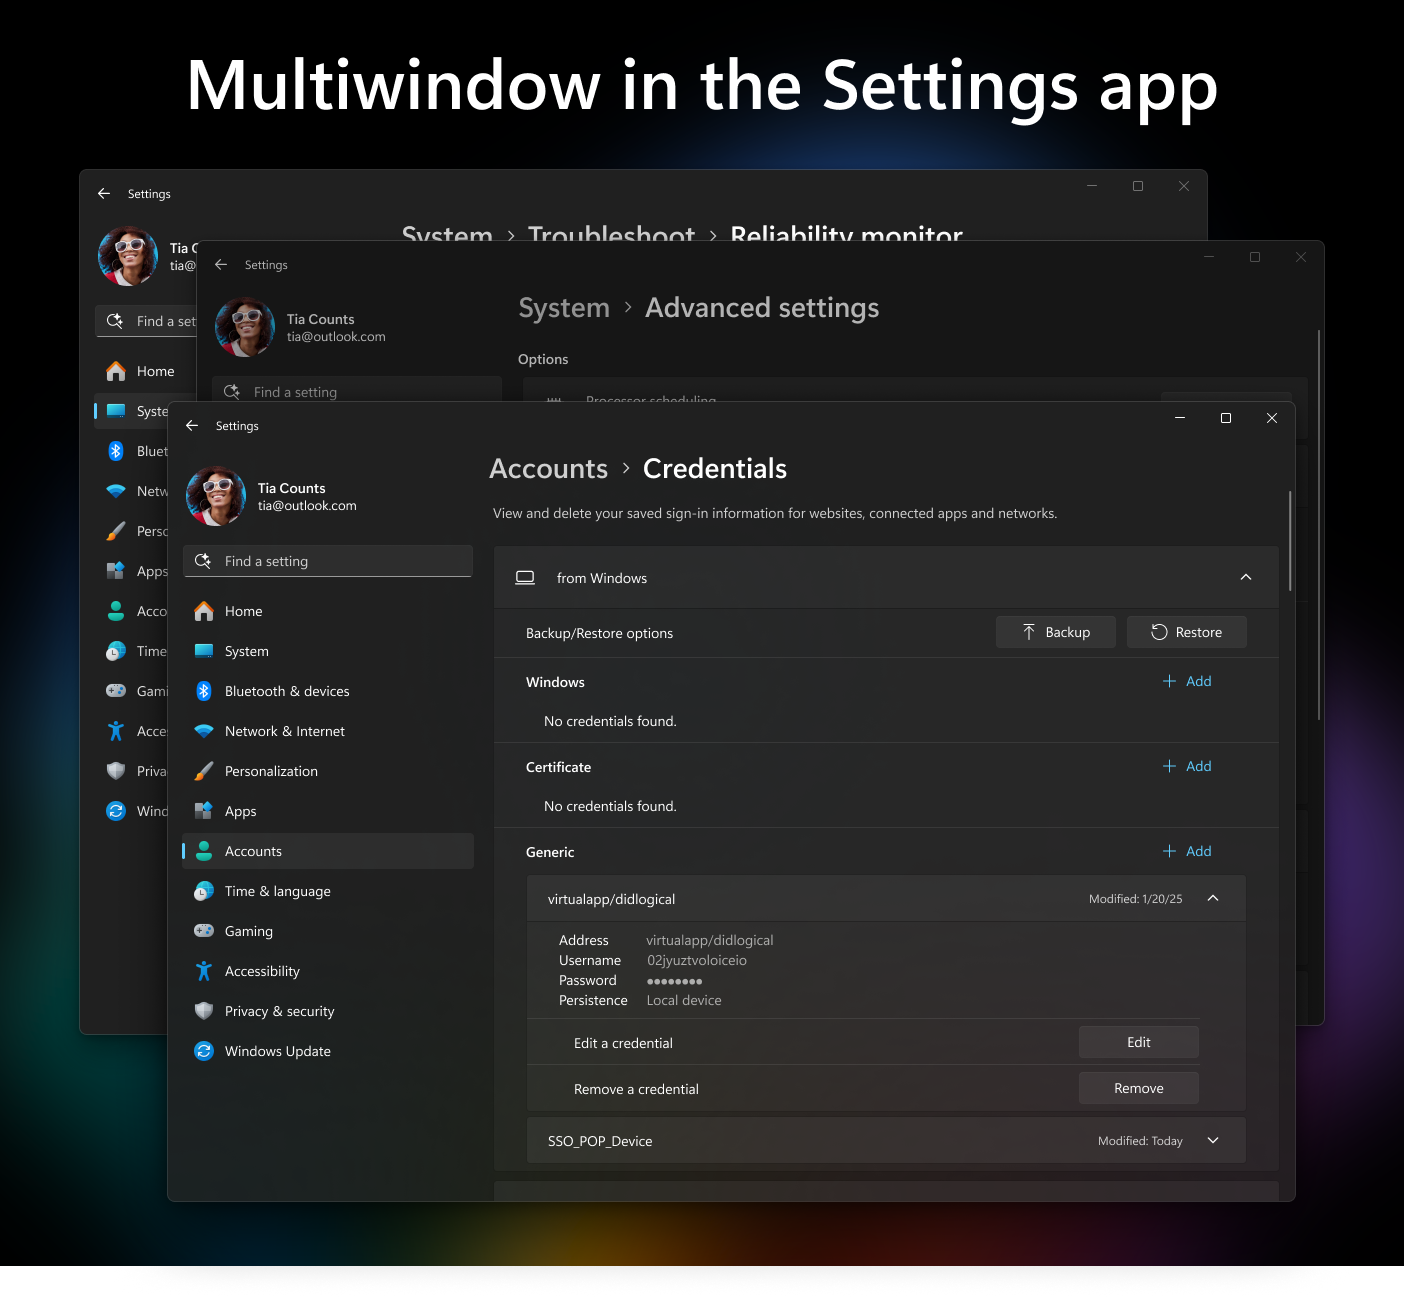 Multiwindow in the Settings app
Settings
System > Troubleshoot > Reliability monitor
Tia C
tia@
Find a set
Home
Syste
Bluet
Netw
Perso
Apps
Acco
Time
Gami
Acce
Priva
Wind
Settings
Tia Counts
tia@outlook.com
Find a setting
System > Advanced settings
Options
Processor scheduling
Settings
Tia Counts
tia@outlook.com
Find a setting
Home
System
Bluetooth & devices
Network & Internet
Personalization
Apps
Accounts
Time & language
Gaming
Accessibility
Privacy & security
Windows Update
Accounts > Credentials
View and delete your saved sign-in information for websites, connected apps and networks.
from Windows
Backup/Restore options Backup Restore
Windows + Add
No credentials found.
Certificate + Add
No credentials found.
Generic + Add
virtualapp/didlogical Modified: 1/20/25
Address virtualapp/didlogical
Username 02jyuztvoloiceio
Password ●●●●●●●●
Persistence Local device
Edit a credential Edit
Remove a credential Remove
SSO_POP_Device Modified: Today